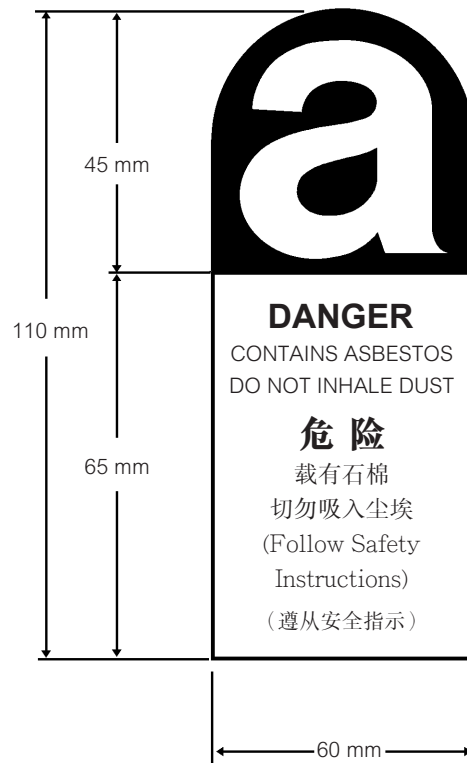 a
45 mm
110 mm
65 mm
DANGER
CONTAINS ASBESTOS
DO NOT INHALE DUST
危 险
载有石棉
切勿吸入尘埃
(Follow Safety
Instructions)
（遵从安全指示）
60 mm